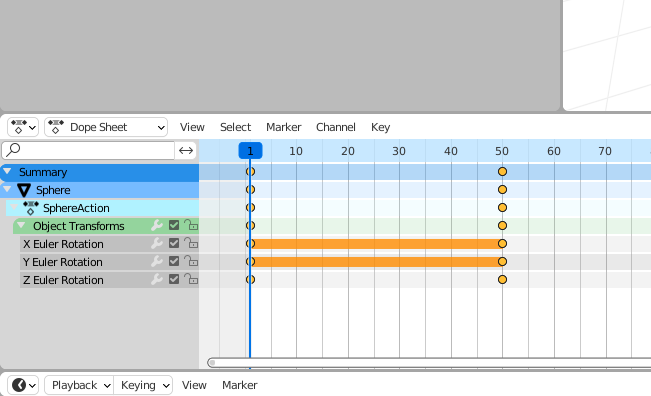 Dope Sheet View Select Marker Channel Key
1 10 20 30 40 50 60 70
Summary
Sphere
SphereAction
Object Transforms
X Euler Rotation
Y Euler Rotation
Z Euler Rotation
Playback Keying View Marker